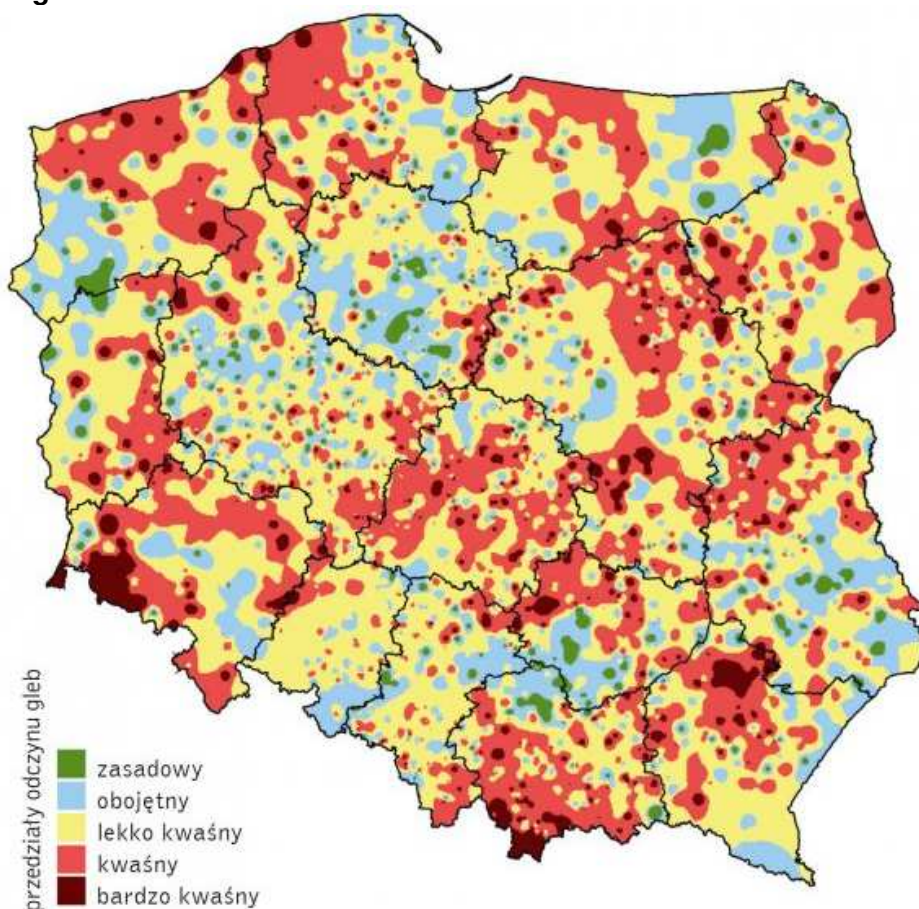 przedziały odczynu gleb
zasadowy
obojętny
lekko kwaśny
kwaśny
bardzo kwaśny